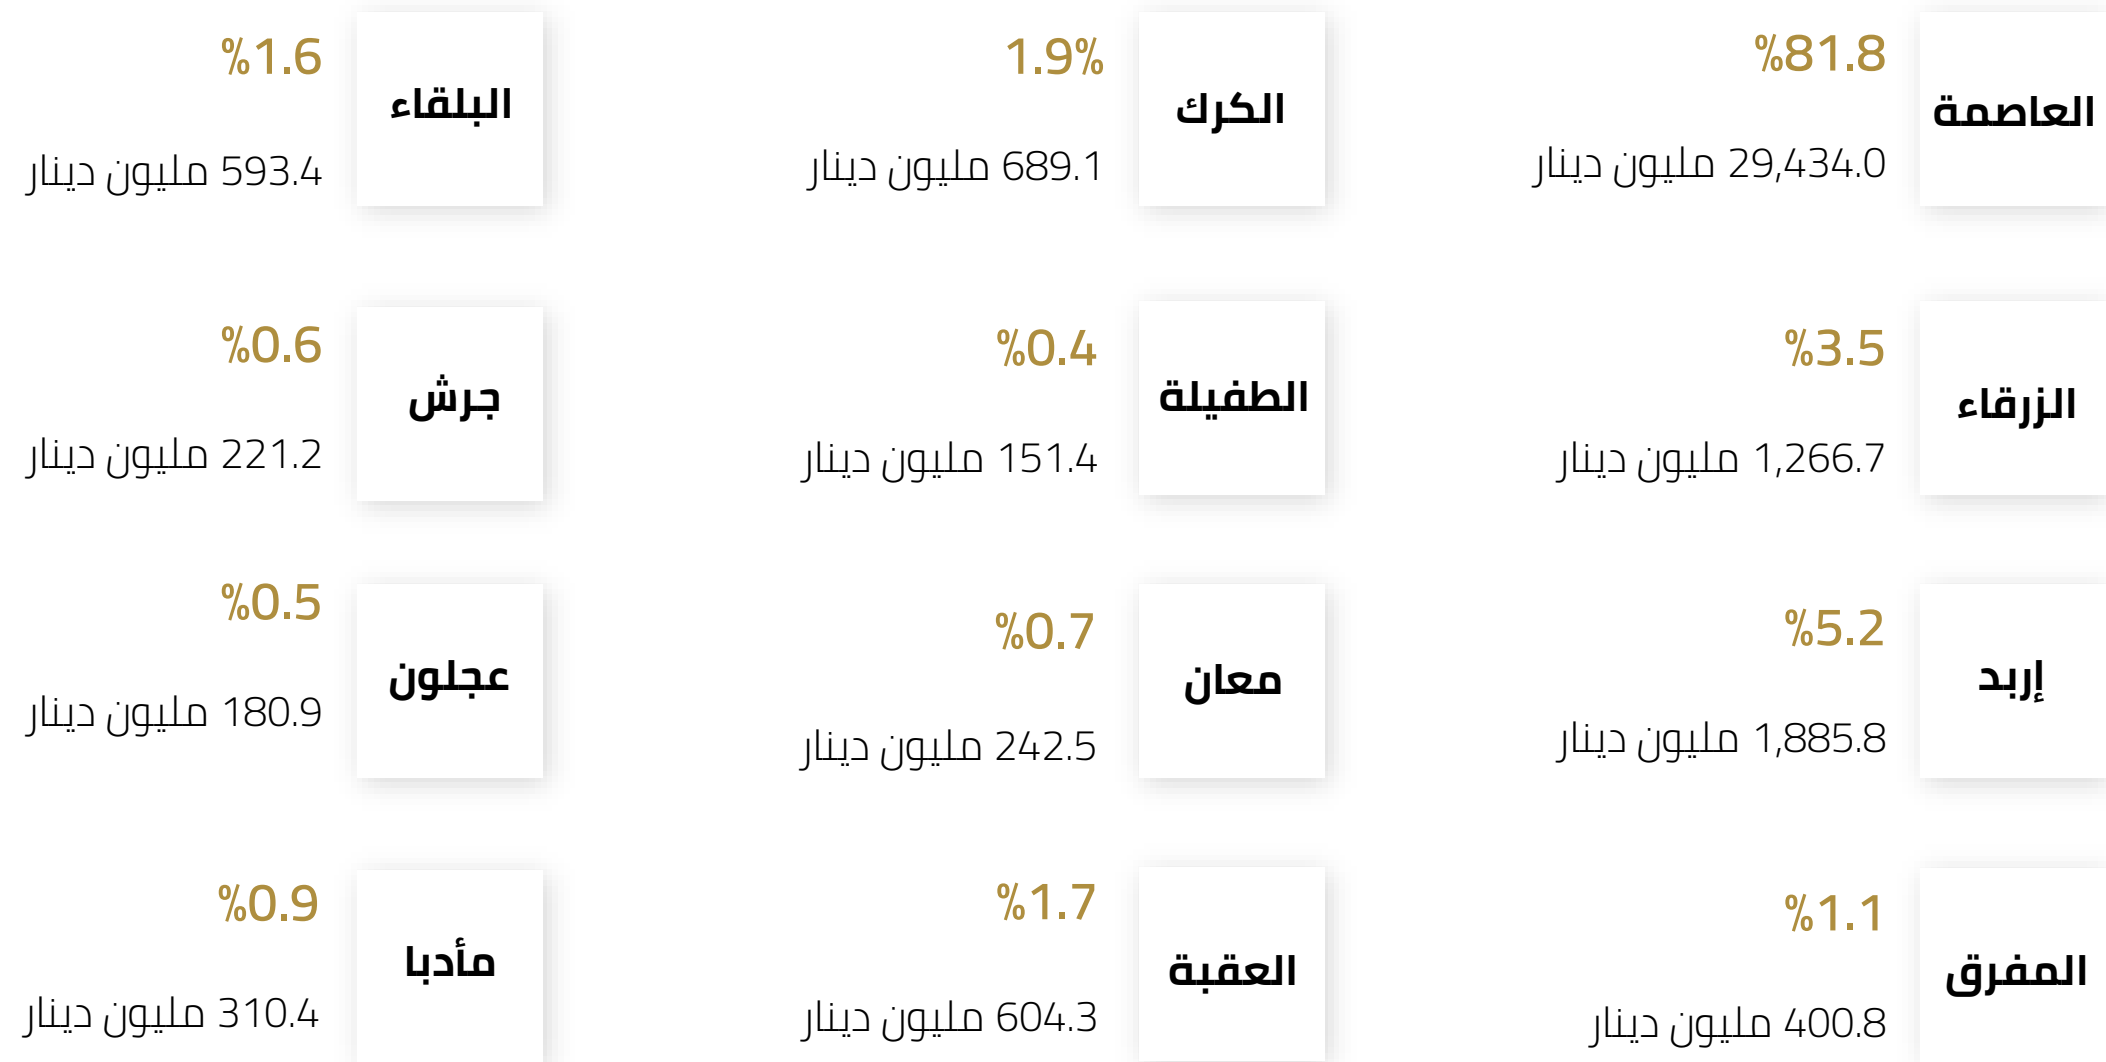 العاصمة
%81.8
29,434.0 مليون دينار
الكرك
1.9%
689.1 مليون دينار
البلقاء
%1.6
593.4 مليون دينار
الزرقاء
%3.5
1,266.7 مليون دينار
الطفيلة
%0.4
151.4 مليون دينار
جرش
%0.6
221.2 مليون دينار
إربد
%5.2
1,885.8 مليون دينار
معان
%0.7
242.5 مليون دينار
عجلون
%0.5
180.9 مليون دينار
المفرق
%1.1
400.8 مليون دينار
العقبة
%1.7
604.3 مليون دينار
مأدبا
%0.9
310.4 مليون دينار